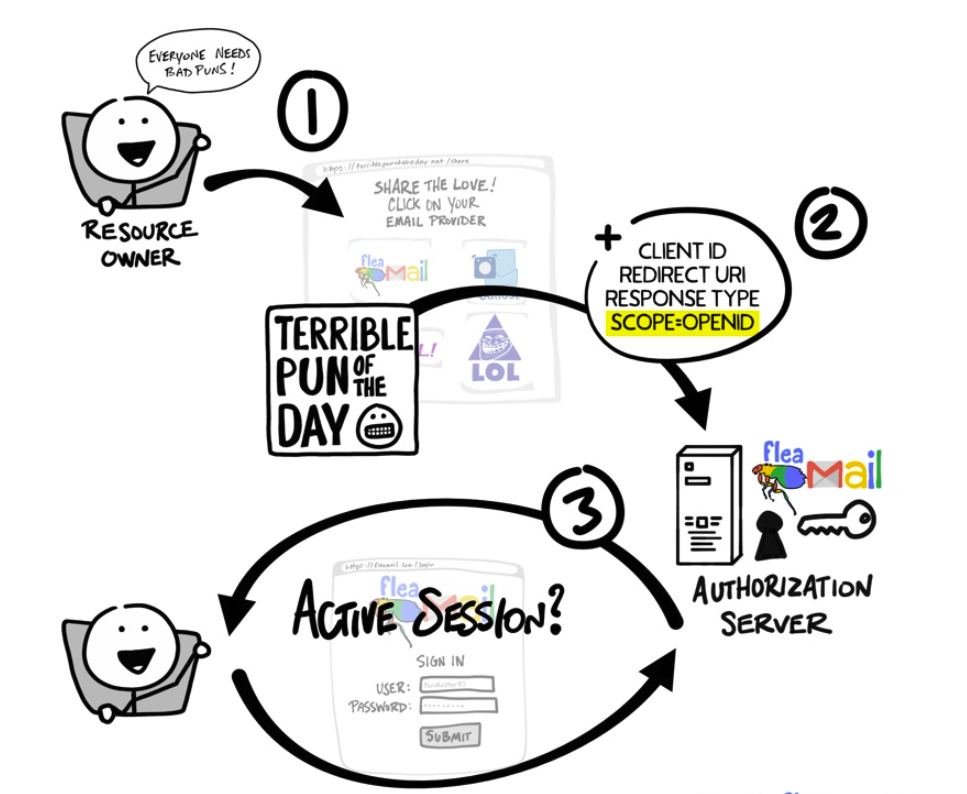 EVERYONE NEEDS
BAD PUNS!
1
RESOURCE
OWNER
https://terriblepunoftheday.net/share
SHARE THE LOVE!
CLICK ON YOUR
EMAIL PROVIDER
flea
Mail
L!
LOL
TERRIBLE
PUN OF THE
DAY
2
+
CLIENT ID
REDIRECT URI
RESPONSE TYPE
SCOPE=OPENID
flea
Mail
AUTHORIZATION
SERVER
3
https://fleamail.com/login
flea
Mail
ACTIVE SESSION?
SIGN IN
USER:
PASSWORD:
SUBMIT